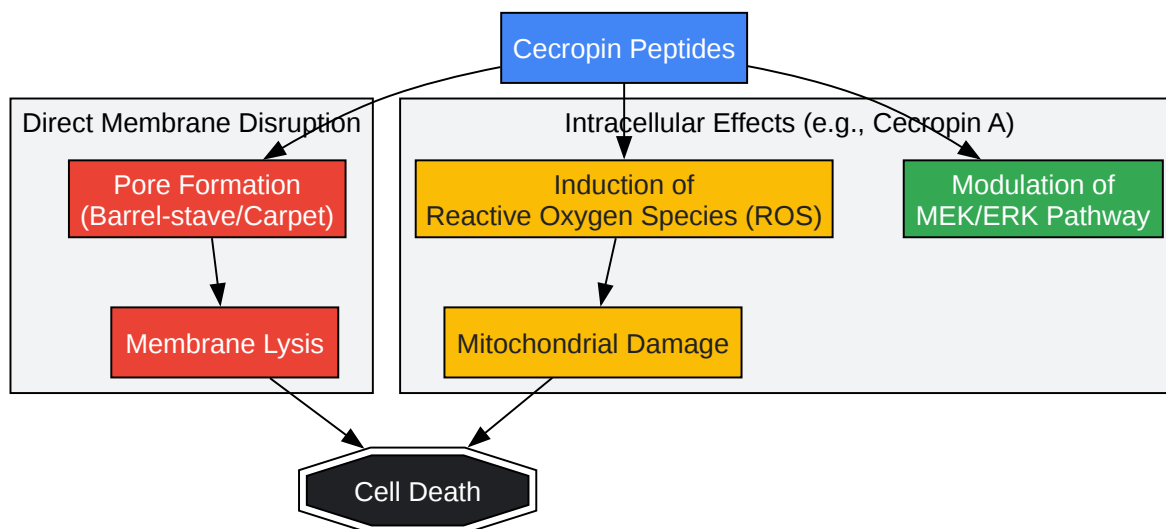 Cecropin Peptides
Direct Membrane Disruption
Intracellular Effects (e.g., Cecropin A)
Pore Formation
(Barrel-stave/Carpet)
Induction of
Reactive Oxygen Species (ROS)
Modulation of
MEK/ERK Pathway
Membrane Lysis
Mitochondrial Damage
Cell Death